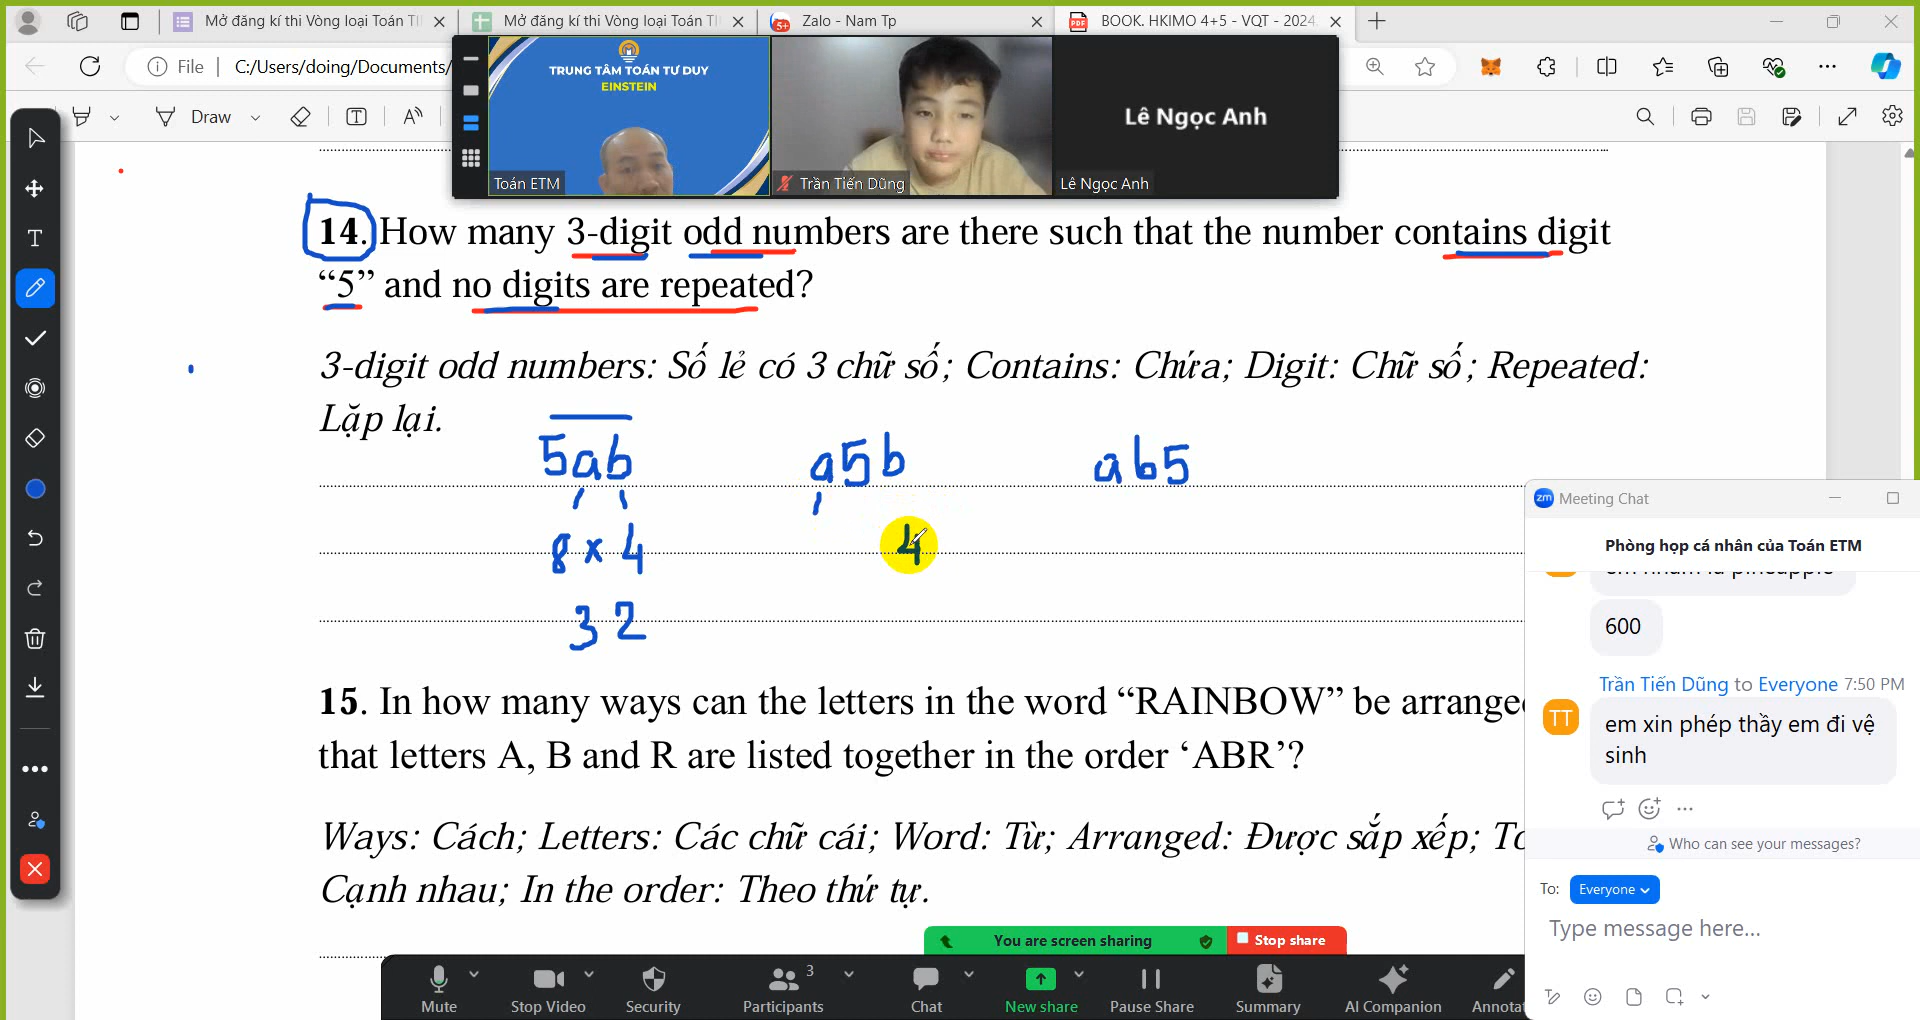 Mở đăng kí thi Vòng loại Toán TI
Mở đăng kí thi Vòng loại Toán TI
5+
Zalo - Nam Tp
PDF
BOOK. HKIMO 4+5 - VQT - 2024
File
C:/Users/doing/Documents/
Draw
TRUNG TÂM TOÁN TƯ DUY
EINSTEIN
Toán ETM
Trần Tiến Dũng
Lê Ngọc Anh
Lê Ngọc Anh
14. How many 3-digit odd numbers are there such that the number contains digit
“5” and no digits are repeated?
3-digit odd numbers: Số lẻ có 3 chữ số; Contains: Chứa; Digit: Chữ số; Repeated:
Lặp lại.
5ab a5b ab5
8 x 4 4
32
15. In how many ways can the letters in the word “RAINBOW” be arrange
that letters A, B and R are listed together in the order ‘ABR’?
Ways: Cách; Letters: Các chữ cái; Word: Từ; Arranged: Được sắp xếp; To
Cạnh nhau; In the order: Theo thứ tự.
zm Meeting Chat
Phòng họp cá nhân của Toán ETM
600
Trần Tiến Dũng to Everyone 7:50 PM
TT
em xin phép thầy em đi vệ
sinh
Who can see your messages?
To: Everyone
Type message here...
You are screen sharing
Stop share
3
Mute
Stop Video
Security
Participants
Chat
New share
Pause Share
Summary
AI Companion
Annotat